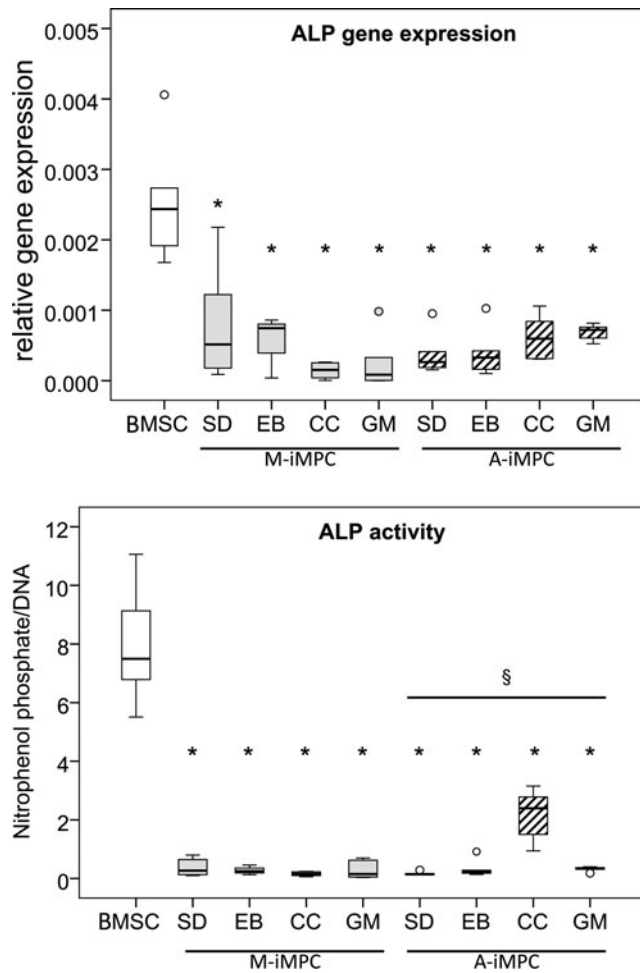 ALP gene expression
relative gene expression
0.005
0.004
0.003
0.002
0.001
0.000
* * * * * * * *
BMSC SD EB CC GM SD EB CC GM
M-iMPC A-iMPC
ALP activity
Nitrophenol phosphate/DNA
12
10
8
6
4
2
0
§
* * * * * * * *
BMSC SD EB CC GM SD EB CC GM
M-iMPC A-iMPC